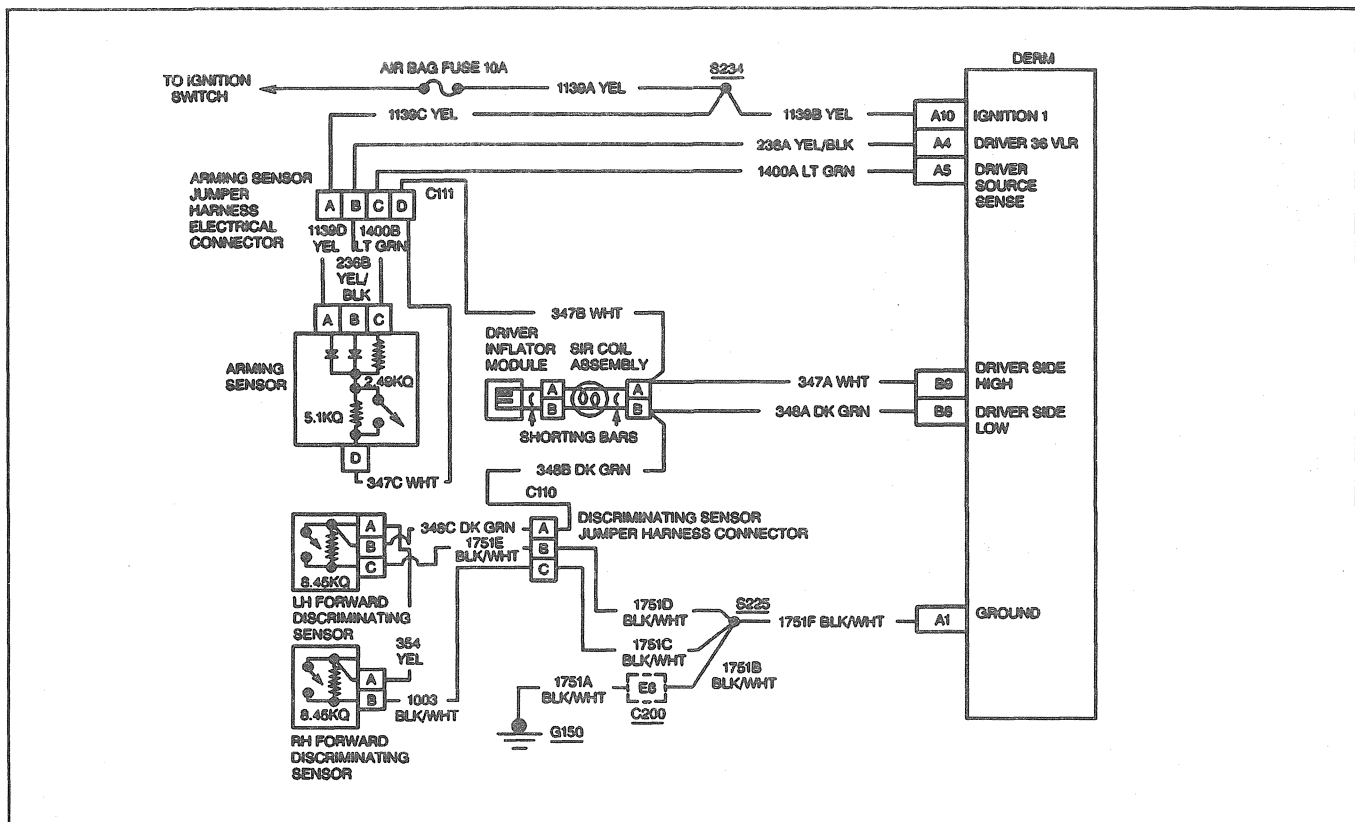 DERM
AIR BAG FUSE 10A
S234
TO IGNITION
SWITCH
1139A YEL
1139C YEL
1139B YEL
A10
IGNITION 1
236A YEL/BLK
A4
DRIVER 36 VLR
1400A LT GRN
A5
DRIVER
SOURCE
SENSE
ARMING SENSOR
JUMPER
HARNESS
ELECTRICAL
CONNECTOR
C111
A B C D
1139D
YEL
1400B
LT GRN
236B
YEL/
BLK
A B C
ARMING
SENSOR
2.49KΩ
5.1KΩ
D
347C WHT
347B WHT
DRIVER
INFLATOR
MODULE
SIR COIL
ASSEMBLY
A
B
A
B
SHORTING BARS
347A WHT
B9
DRIVER SIDE
HIGH
348A DK GRN
B8
DRIVER SIDE
LOW
348B DK GRN
C110
DISCRIMINATING SENSOR
JUMPER HARNESS CONNECTOR
A
B
C
348C DK GRN
1751E
BLK/WHT
A
B
C
8.45KΩ
LH FORWARD
DISCRIMINATING
SENSOR
354
YEL
A
B
8.45KΩ
1003
BLK/WHT
RH FORWARD
DISCRIMINATING
SENSOR
1751D
BLK/WHT
S225
1751F BLK/WHT
A1
GROUND
1751C
BLK/WHT
1751B
BLK/WHT
1751A
BLK/WHT
E8
C200
G150